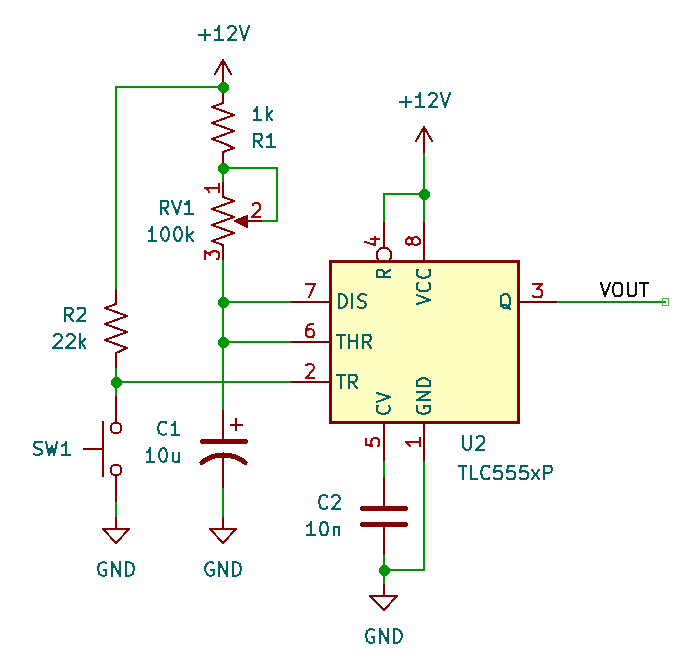 +12V
1k
R1
+12V
1
2
RV1
100k
3
4
8
R
VCC
7
DIS
Q
3
VOUT
R2
22k
6
THR
2
TR
CV
GND
C1
+
10u
SW1
5
1
U2
TLC555xP
C2
10n
GND
GND
GND